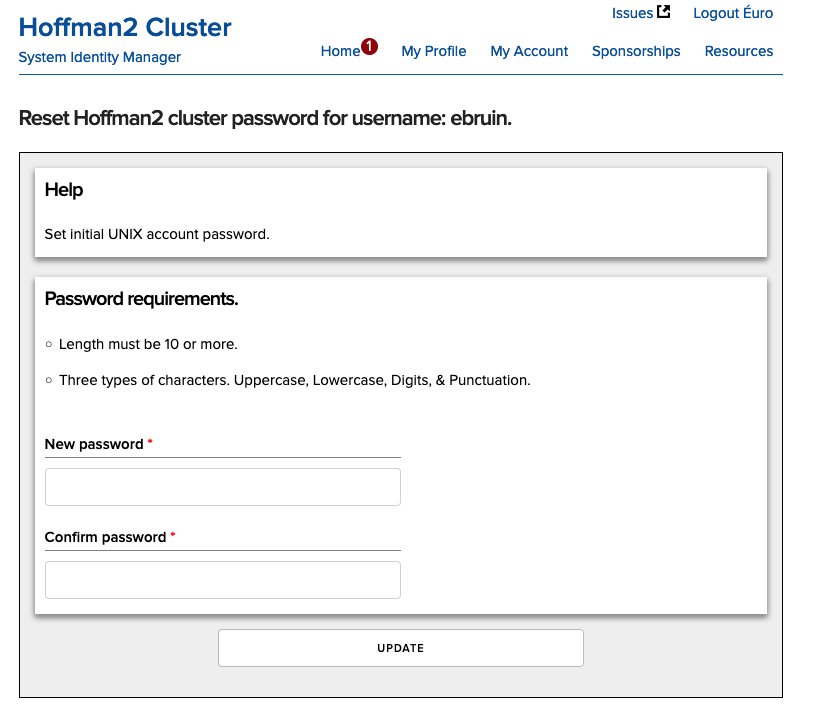 Hoffman2 Cluster
System Identity Manager
Issues
Logout Éuro
Home 1
My Profile
My Account
Sponsorships
Resources
Reset Hoffman2 cluster password for username: ebruin.
Help
Set initial UNIX account password.
Password requirements.
Length must be 10 or more.
Three types of characters. Uppercase, Lowercase, Digits, & Punctuation.
New password *
Confirm password *
UPDATE